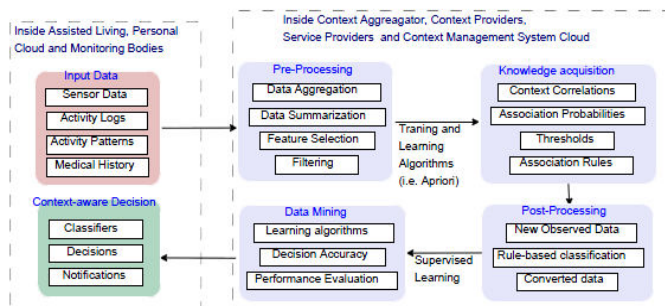 Inside Assisted Living, Personal
Cloud and Monitoring Bodies
Input Data
Sensor Data
Activity Logs
Activity Patterns
Medical History
Context-aware Decision
Classifiers
Decisions
Notifications
Inside Context Aggreagator, Context Providers,
Service Providers and Context Management System Cloud
Pre-Processing
Data Aggregation
Data Summarization
Feature Selection
Filtering
Traning and
Learning
Algorithms
(i.e. Apriori)
Knowledge acquisition
Context Correlations
Association Probabilities
Thresholds
Association Rules
Data Mining
Learning algorithms
Decision Accuracy
Performance Evaluation
Supervised
Learning
Post-Processing
New Observed Data
Rule-based classification
Converted data